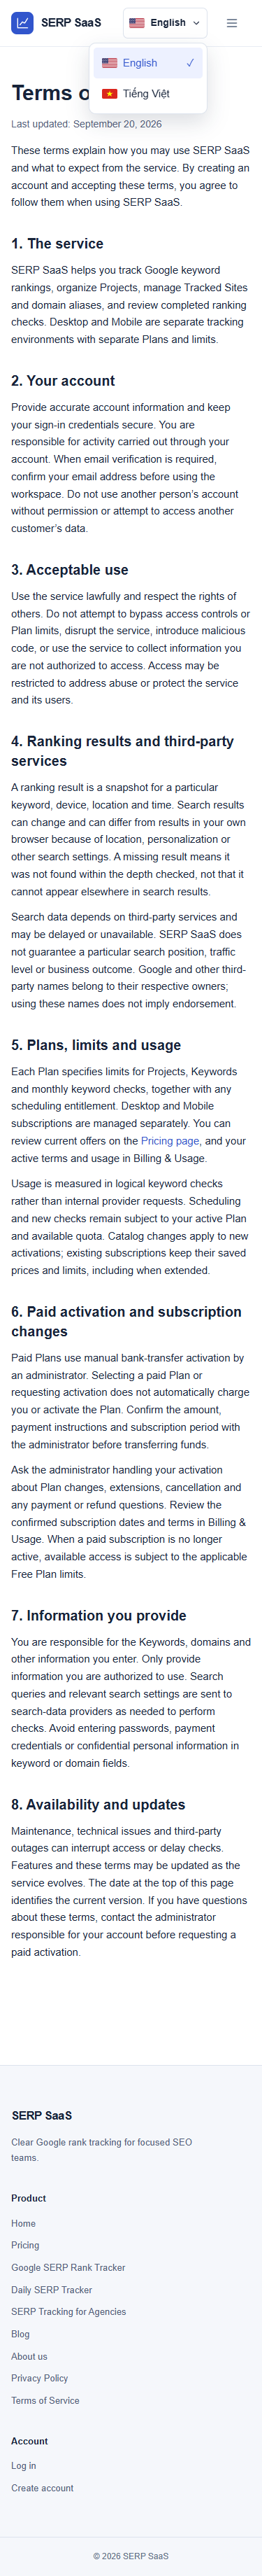 SERP SaaS
English
English
Tiếng Việt
Terms o
Last updated: September 20, 2026
These terms explain how you may use SERP SaaS
and what to expect from the service. By creating an
account and accepting these terms, you agree to
follow them when using SERP SaaS.
1. The service
SERP SaaS helps you track Google keyword
rankings, organize Projects, manage Tracked Sites
and domain aliases, and review completed ranking
checks. Desktop and Mobile are separate tracking
environments with separate Plans and limits.
2. Your account
Provide accurate account information and keep
your sign-in credentials secure. You are
responsible for activity carried out through your
account. When email verification is required,
confirm your email address before using the
workspace. Do not use another person's account
without permission or attempt to access another
customer's data.
3. Acceptable use
Use the service lawfully and respect the rights of
others. Do not attempt to bypass access controls or
Plan limits, disrupt the service, introduce malicious
code, or use the service to collect information you
are not authorized to access. Access may be
restricted to address abuse or protect the service
and its users.
4. Ranking results and third-party
services
A ranking result is a snapshot for a particular
keyword, device, location and time. Search results
can change and can differ from results in your own
browser because of location, personalization or
other search settings. A missing result means it
was not found within the depth checked, not that it
cannot appear elsewhere in search results.
Search data depends on third-party services and
may be delayed or unavailable. SERP SaaS does
not guarantee a particular search position, traffic
level or business outcome. Google and other third-
party names belong to their respective owners;
using these names does not imply endorsement.
5. Plans, limits and usage
Each Plan specifies limits for Projects, Keywords
and monthly keyword checks, together with any
scheduling entitlement. Desktop and Mobile
subscriptions are managed separately. You can
review current offers on the Pricing page, and your
active terms and usage in Billing & Usage.
Usage is measured in logical keyword checks
rather than internal provider requests. Scheduling
and new checks remain subject to your active Plan
and available quota. Catalog changes apply to new
activations; existing subscriptions keep their saved
prices and limits, including when extended.
6. Paid activation and subscription
changes
Paid Plans use manual bank-transfer activation by
an administrator. Selecting a paid Plan or
requesting activation does not automatically charge
you or activate the Plan. Confirm the amount,
payment instructions and subscription period with
the administrator before transferring funds.
Ask the administrator handling your activation
about Plan changes, extensions, cancellation and
any payment or refund questions. Review the
confirmed subscription dates and terms in Billing &
Usage. When a paid subscription is no longer
active, available access is subject to the applicable
Free Plan limits.
7. Information you provide
You are responsible for the Keywords, domains and
other information you enter. Only provide
information you are authorized to use. Search
queries and relevant search settings are sent to
search-data providers as needed to perform
checks. Avoid entering passwords, payment
credentials or confidential personal information in
keyword or domain fields.
8. Availability and updates
Maintenance, technical issues and third-party
outages can interrupt access or delay checks.
Features and these terms may be updated as the
service evolves. The date at the top of this page
identifies the current version. If you have questions
about these terms, contact the administrator
responsible for your account before requesting a
paid activation.
SERP SaaS
Clear Google rank tracking for focused SEO
teams.
Product
Home
Pricing
Google SERP Rank Tracker
Daily SERP Tracker
SERP Tracking for Agencies
Blog
About us
Privacy Policy
Terms of Service
Account
Log in
Create account
© 2026 SERP SaaS